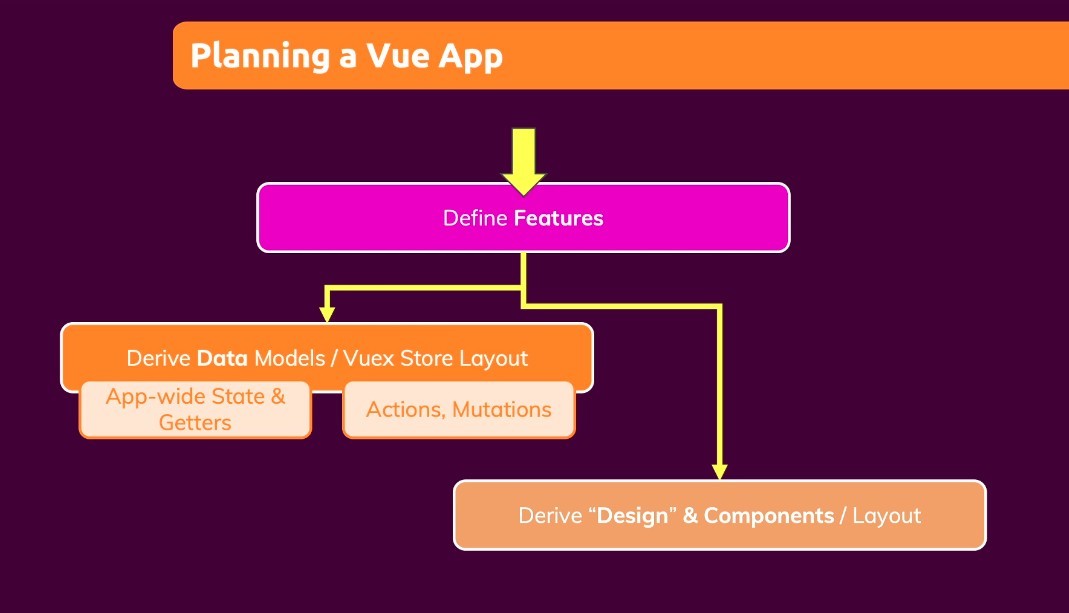 Planning a Vue App
Define Features
Derive Data Models / Vuex Store Layout
App-wide State &
Getters
Actions, Mutations
Derive “Design” & Components / Layout